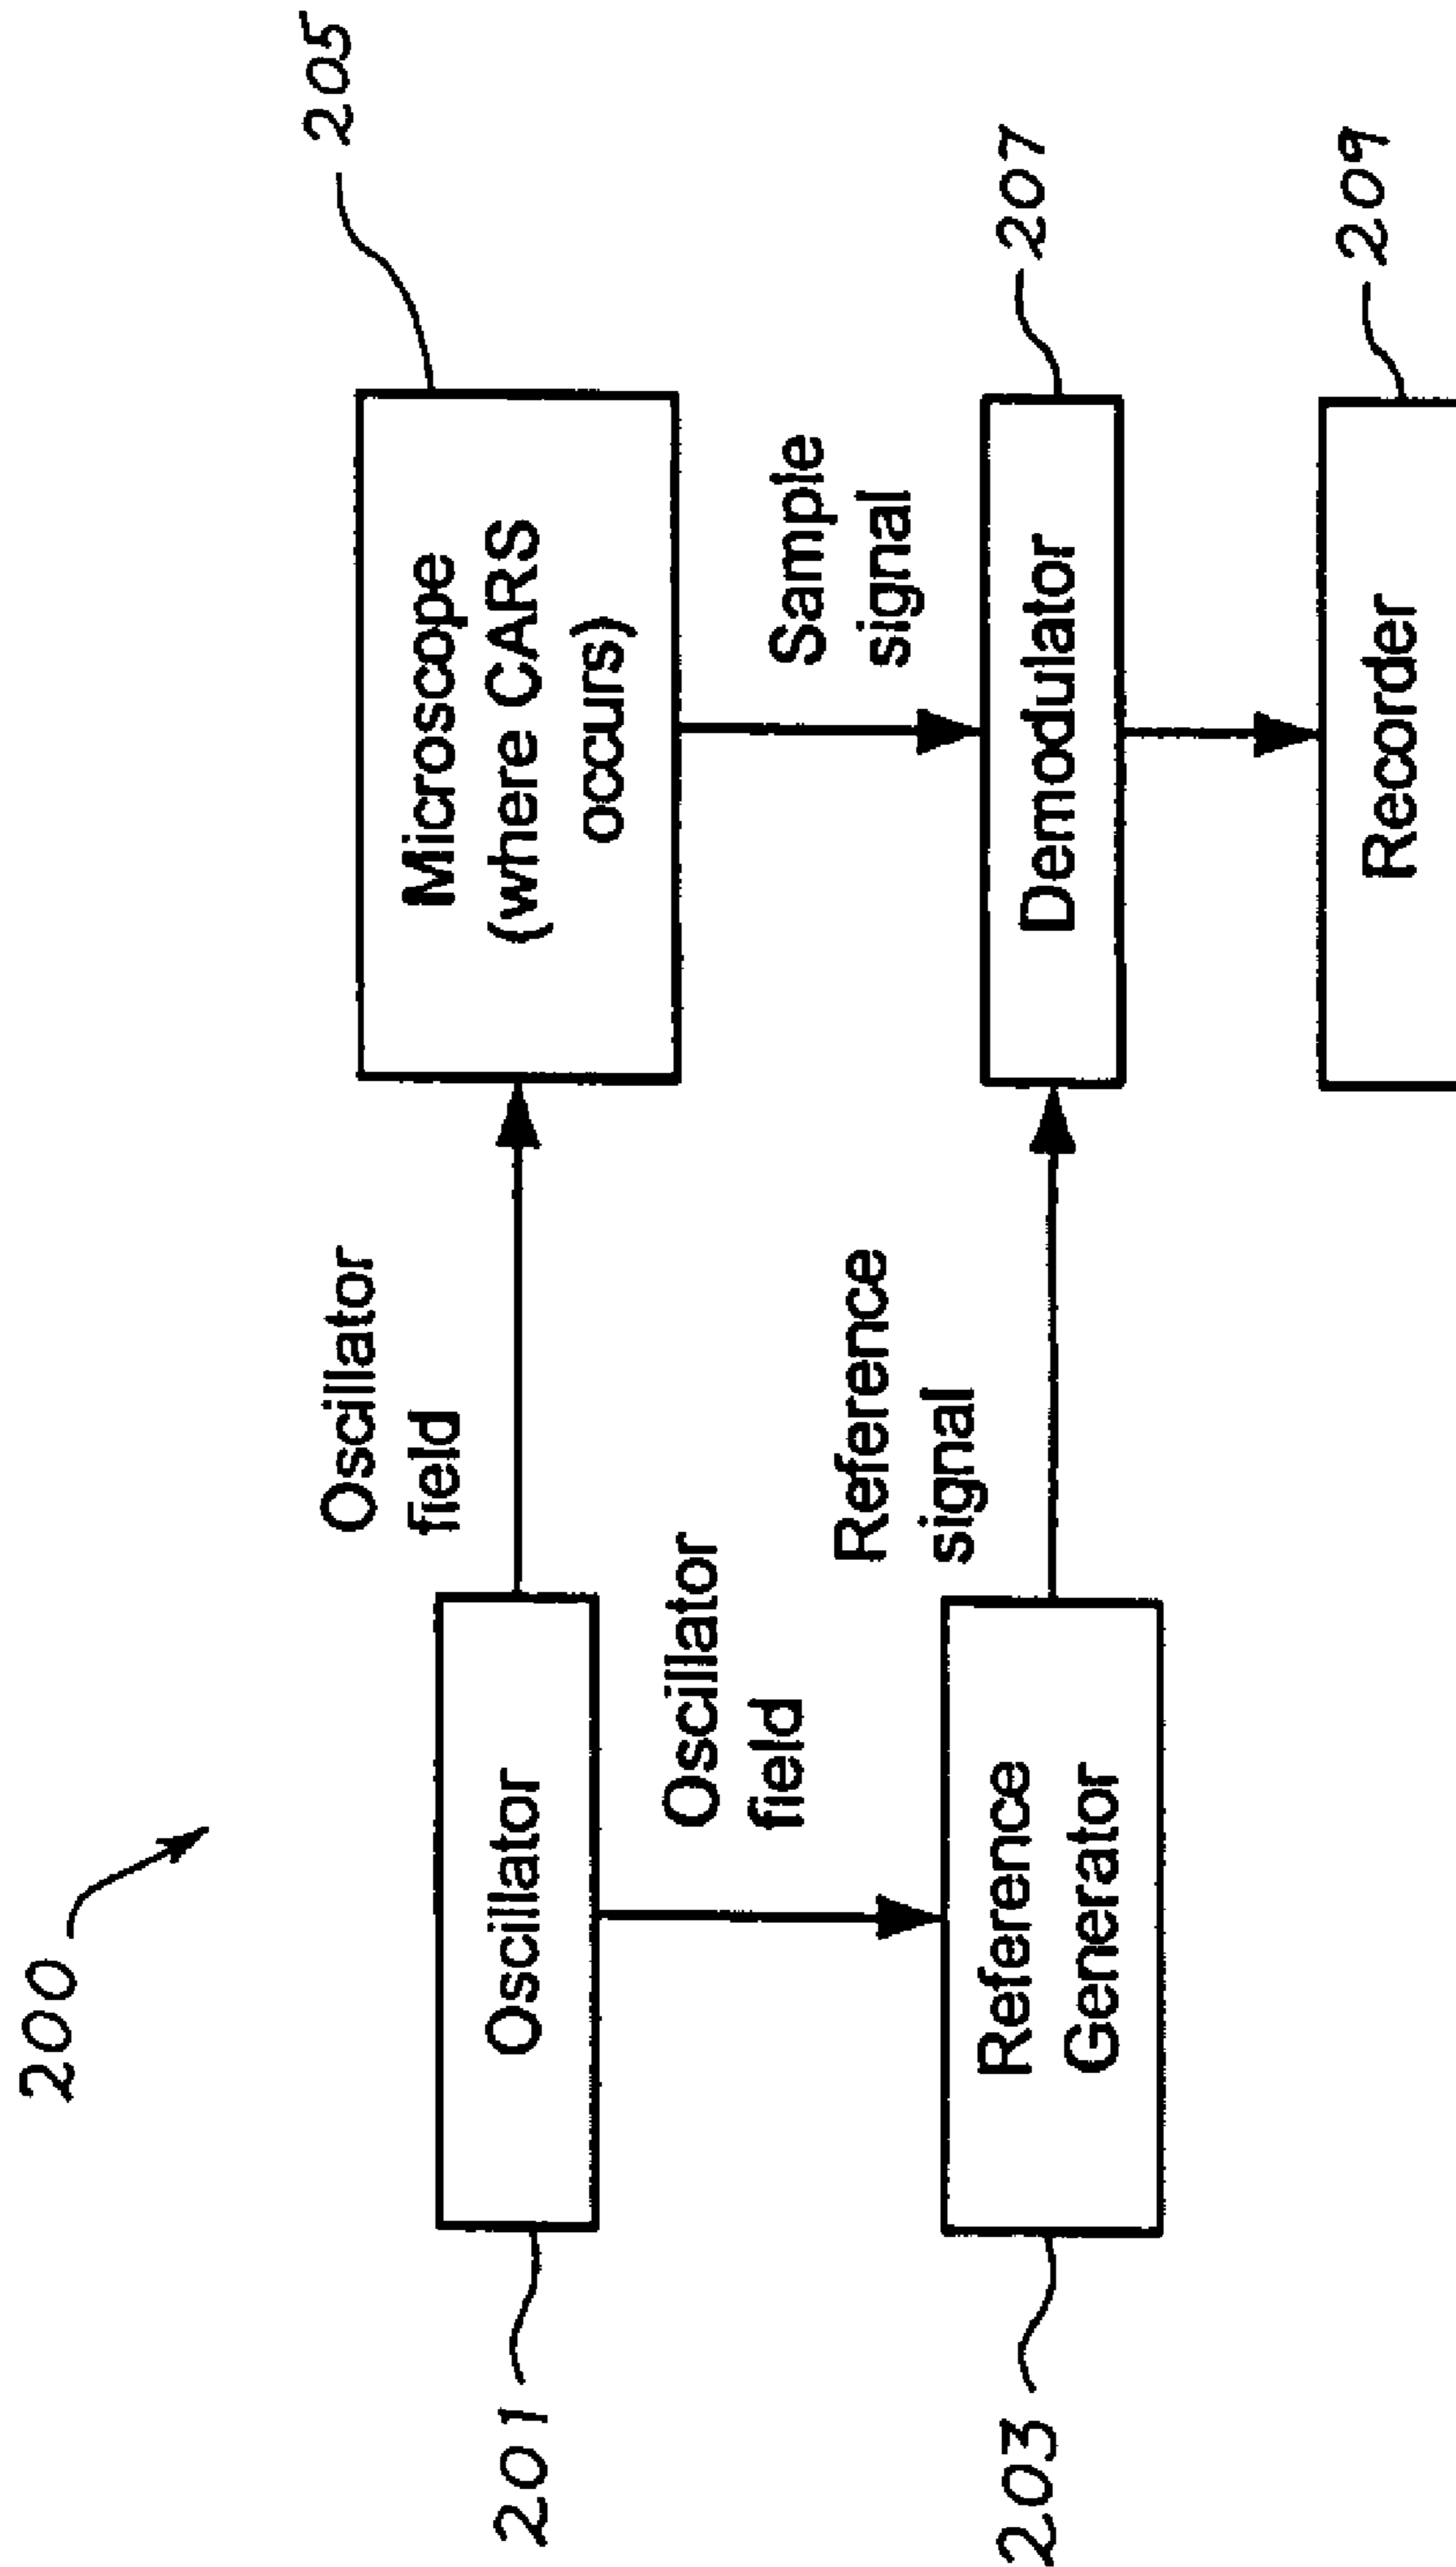 200
205
Oscillator
field
Microscope
(where CARS
occurs)
201
Oscillator
Oscillator
field
Sample
signal
Reference
signal
207
203
Reference
Generator
Demodulator
209
Recorder